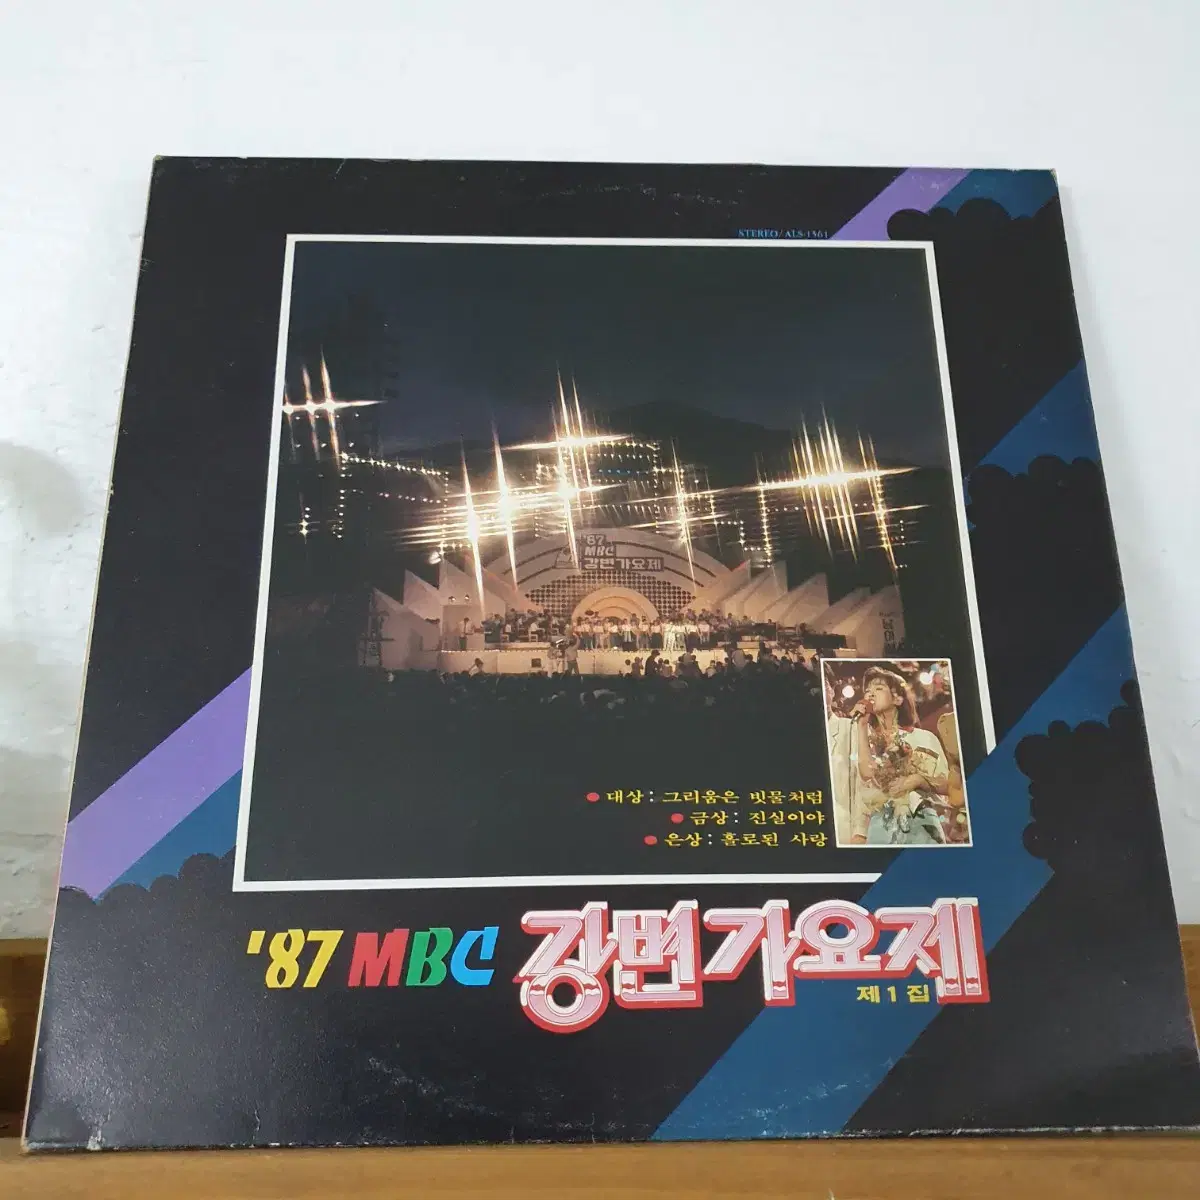 STEREO/ALS-1561
'87
MBC
강변가요제
● 대상 : 그리움은 빗물처럼
● 금상 : 진실이야
● 은상 : 홀로된 사랑
'87 MBC 강변가요제
제1집